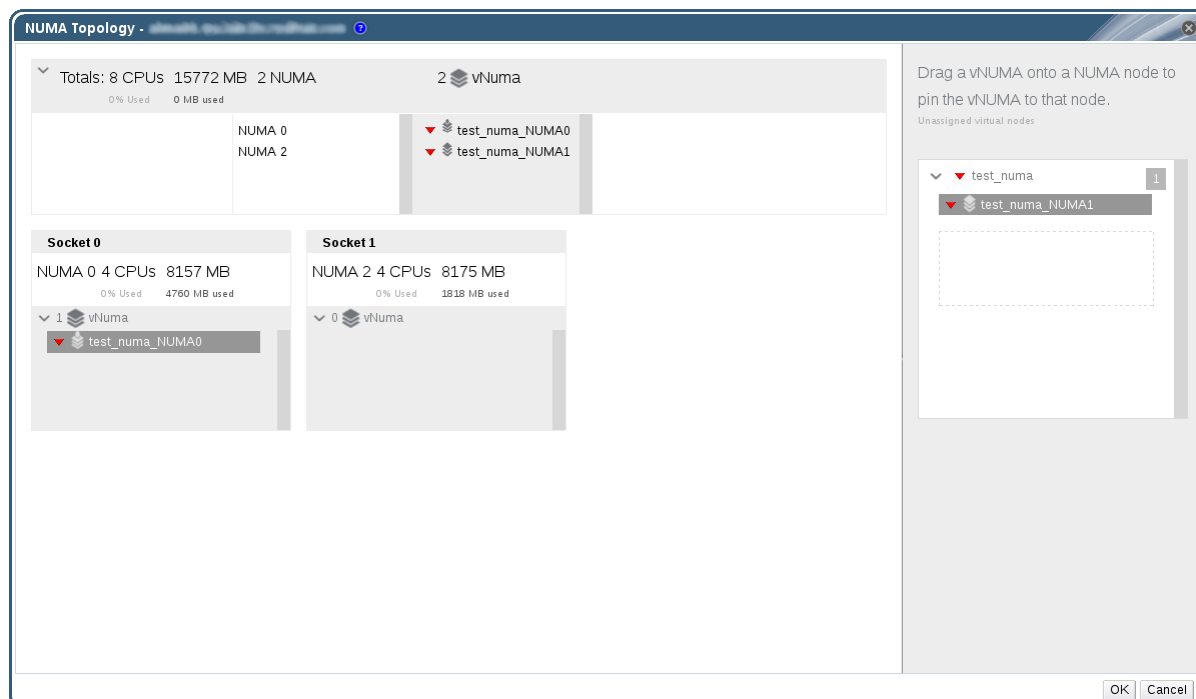 NUMA Topology -
Totals: 8 CPUs 15772 MB 2 NUMA 2 vNuma
0% Used 0 MB used
NUMA 0 test_numa_NUMA0
NUMA 2 test_numa_NUMA1
Socket 0
NUMA 0 4 CPUs 8157 MB
0% Used 4760 MB used
1 vNuma
test_numa_NUMA0
Socket 1
NUMA 2 4 CPUs 8175 MB
0% Used 1818 MB used
0 vNuma
Drag a vNUMA onto a NUMA node to
pin the vNUMA to that node.
Unassigned virtual nodes
test_numa 1
test_numa_NUMA1
OK Cancel